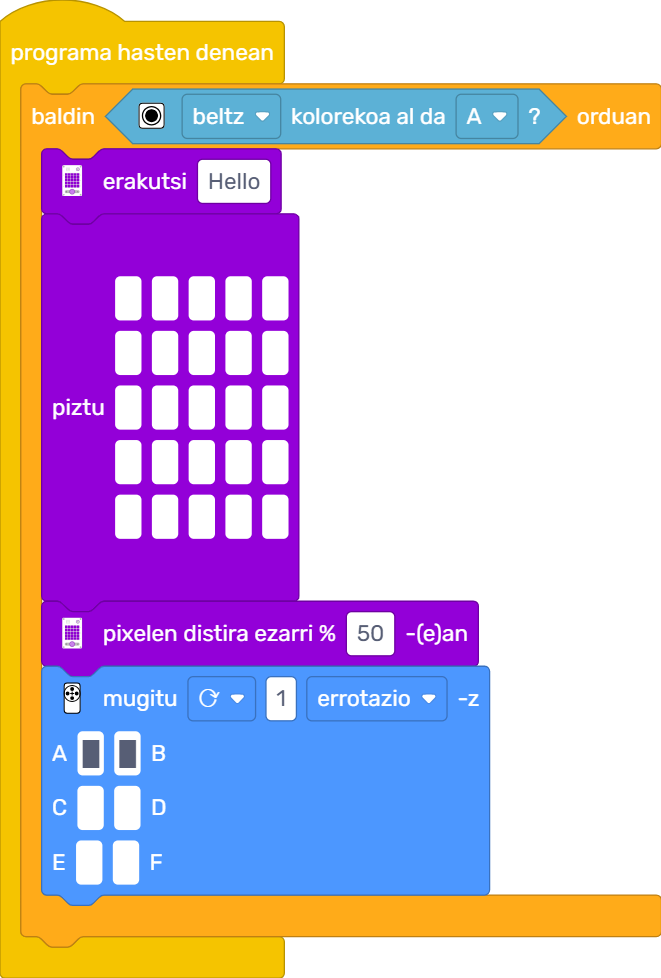 programa hasten denean
baldin beltz kolorekoa al da A ? orduan
erakutsi Hello
piztu
pixelen distira ezarri % 50 -(e)an
mugitu 1 errotazio -z
A B
C D
E F